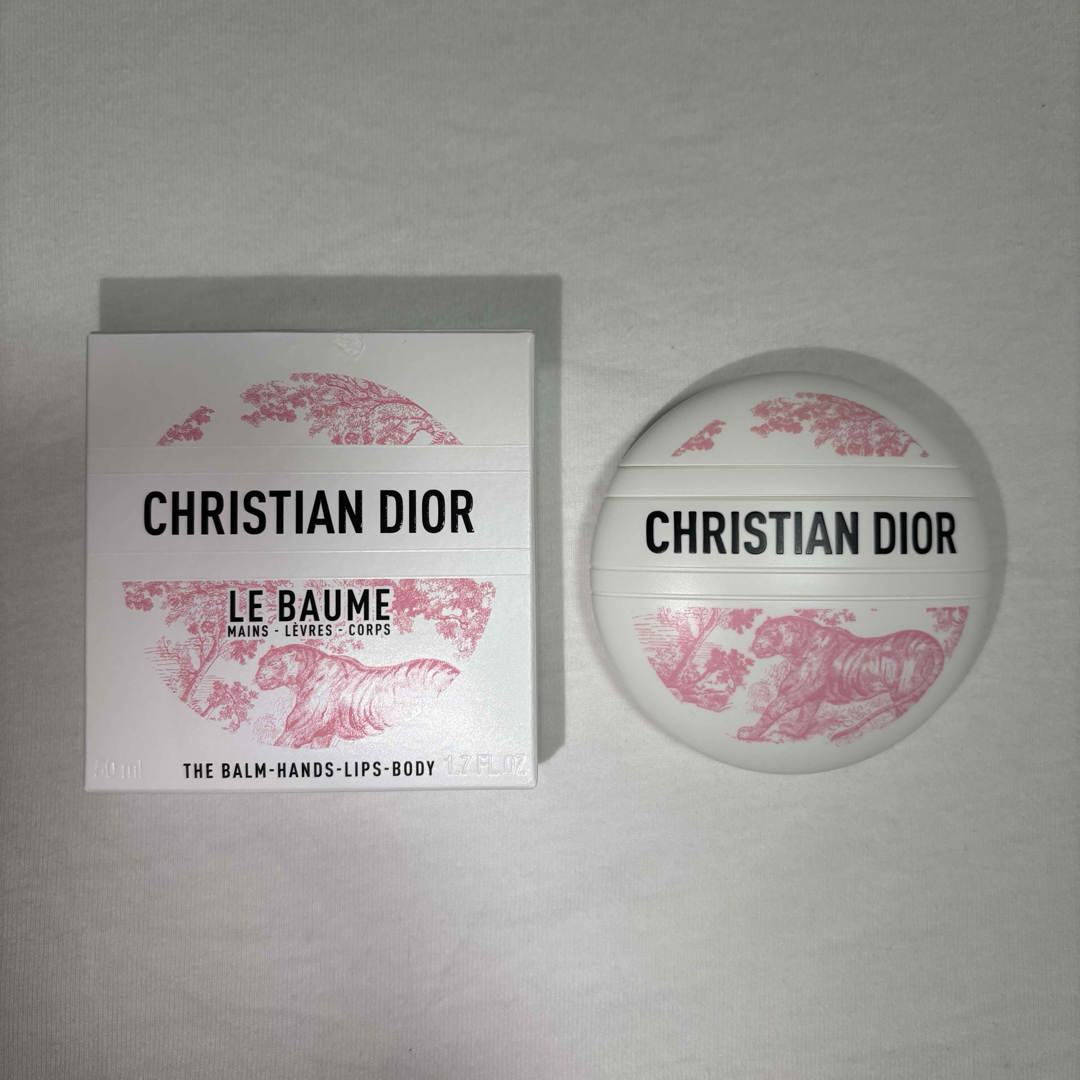 CHRISTIAN DIOR
LE BAUME
MAINS - LÈVRES - CORPS
50 ml
THE BALM-HANDS-LIPS-BODY
1.7 FL.OZ
CHRISTIAN DIOR